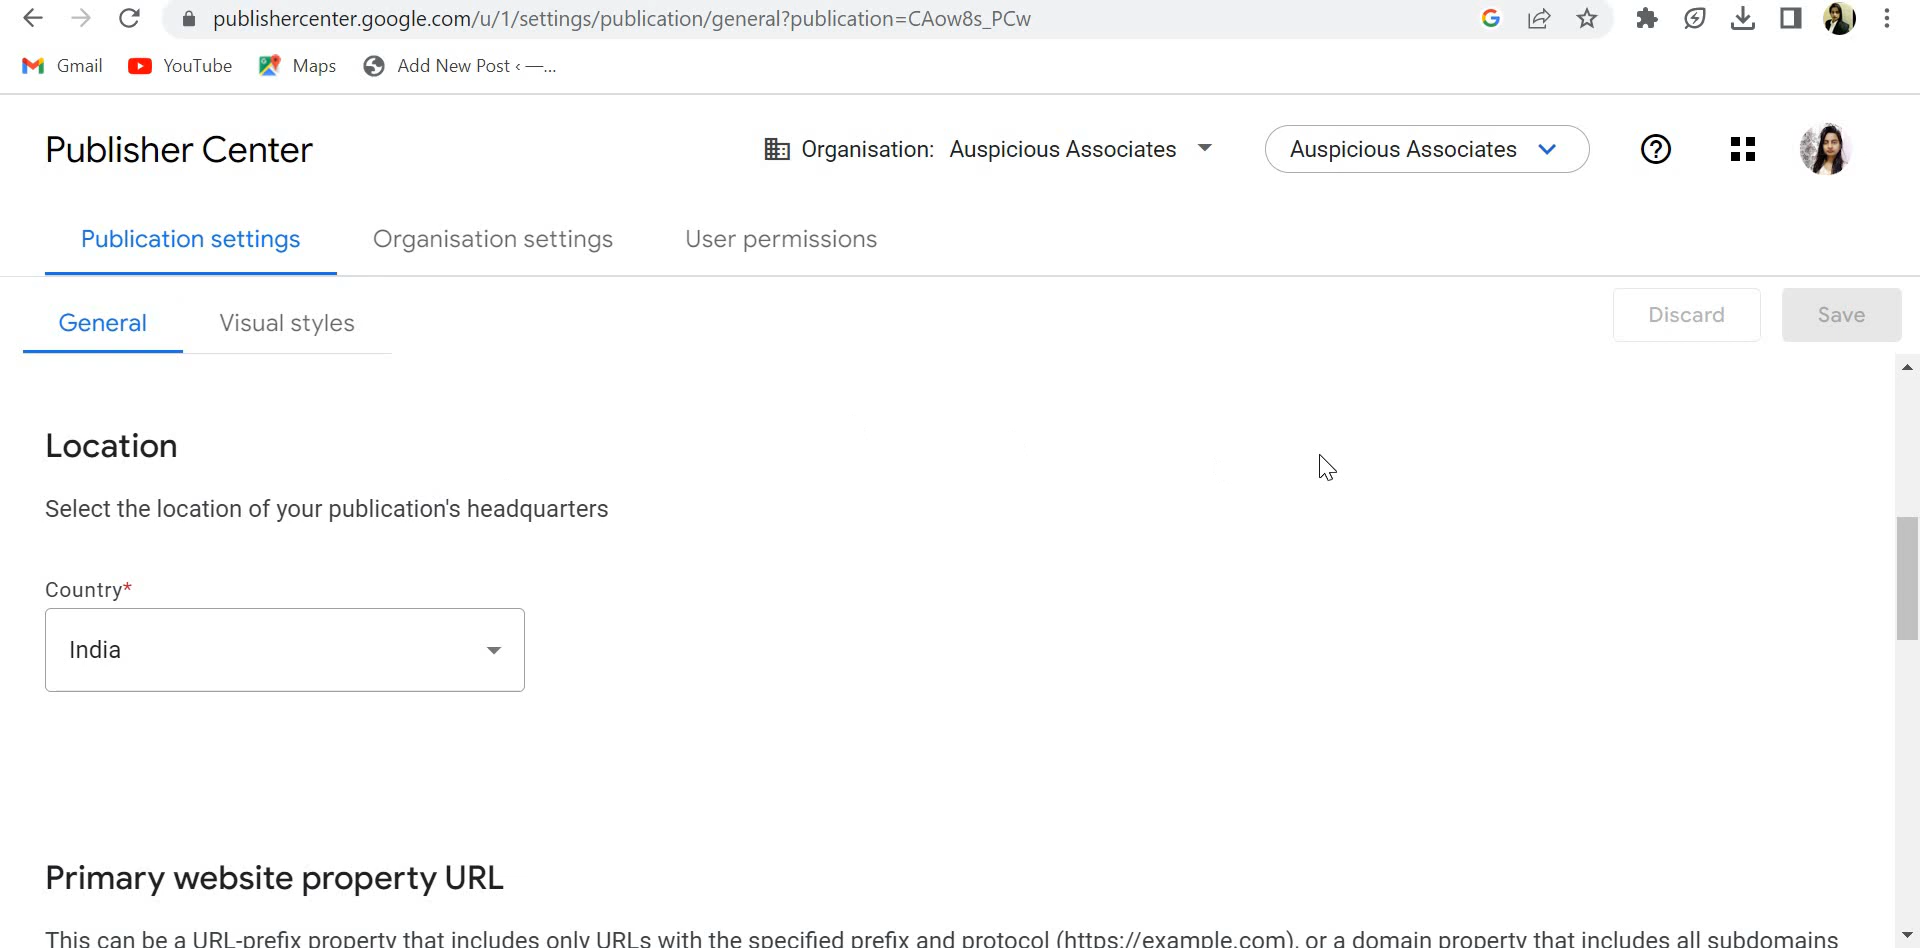 publishercenter.google.com/u/1/settings/publication/general?publication=CAow8s_PCw
Gmail YouTube Maps Add New Post ‹ —...
Publisher Center Organisation: Auspicious Associates Auspicious Associates
Publication settings Organisation settings User permissions
General Visual styles Discard Save
Location
Select the location of your publication's headquarters
Country*
India
Primary website property URL
This can be a URL-prefix property that includes only URLs with the specified prefix and protocol (https://example.com), or a domain property that includes all subdomains